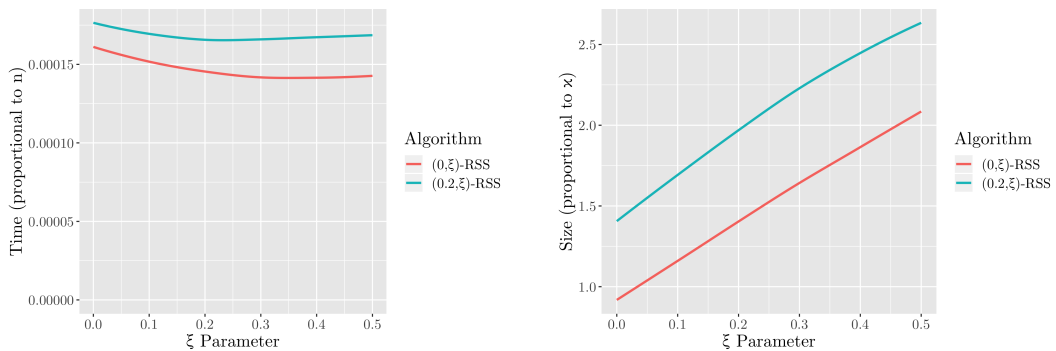 Time (proportional to n)
0.00015
0.00010
0.00005
0.00000
0.0 0.1 0.2 0.3 0.4 0.5
ξ Parameter
Algorithm
(0,ξ)-RSS
(0.2,ξ)-RSS
Size (proportional to ϰ)
2.5
2.0
1.5
1.0
0.0 0.1 0.2 0.3 0.4 0.5
ξ Parameter
Algorithm
(0,ξ)-RSS
(0.2,ξ)-RSS